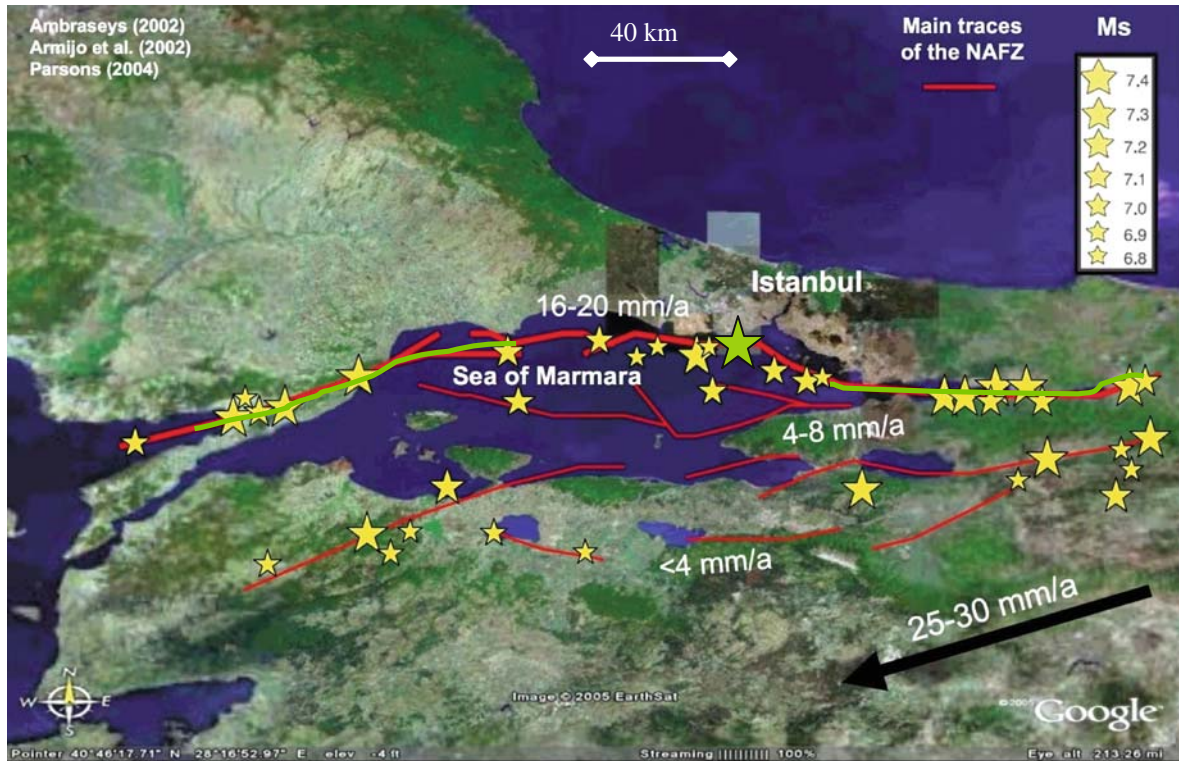 Ambraseys (2002)
Armijo et al. (2002)
Parsons (2004)
40 km
Main traces
of the NAFZ
Ms
7.4
7.3
7.2
7.1
7.0
6.9
6.8
Istanbul
16-20 mm/a
Sea of Marmara
4-8 mm/a
<4 mm/a
25-30 mm/a
N
W
E
S
Image © 2005 EarthSat
Google
Pointer 40°46'17.71" N 28°16'52.97" E elev -4 ft
Streaming |||||||||| 100%
Eye alt 213.26 mi